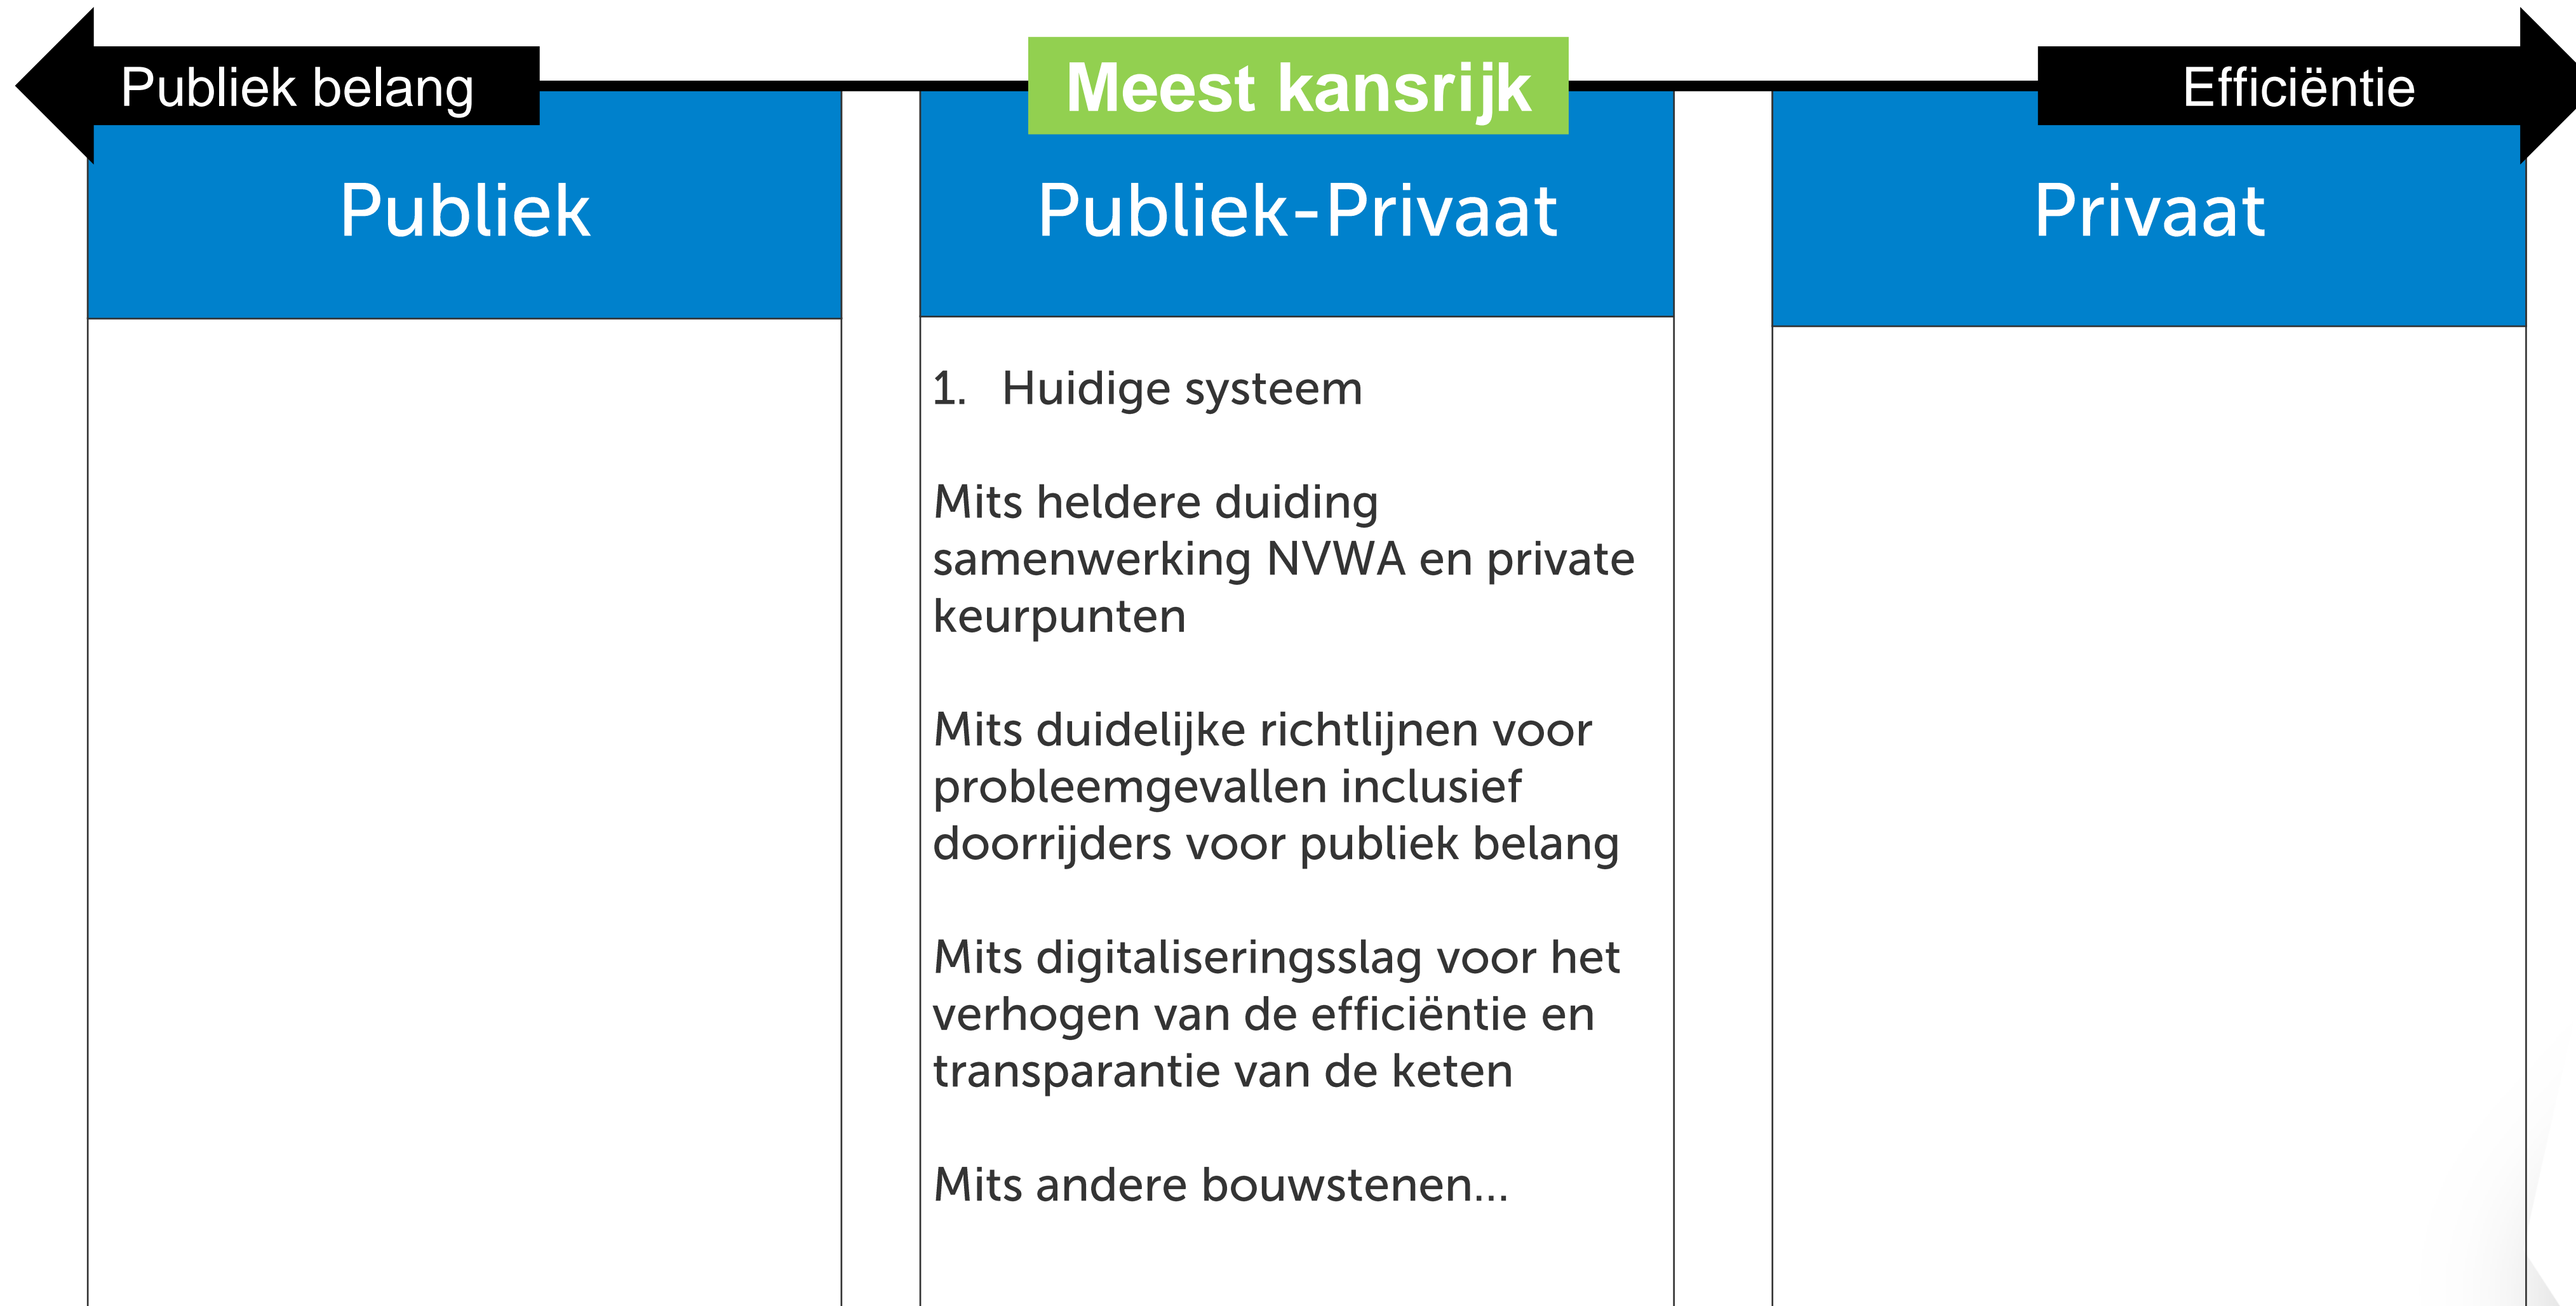 Publiek belang
Meest kansrijk
Efficiëntie
Publiek
Publiek-Privaat
Privaat
1. Huidige systeem
Mits heldere duiding
samenwerking NVWA en private
keurpunten
Mits duidelijke richtlijnen voor
probleemgevallen inclusief
doorrijders voor publiek belang
Mits digitaliseringsslag voor het
verhogen van de efficiëntie en
transparantie van de keten
Mits andere bouwstenen...